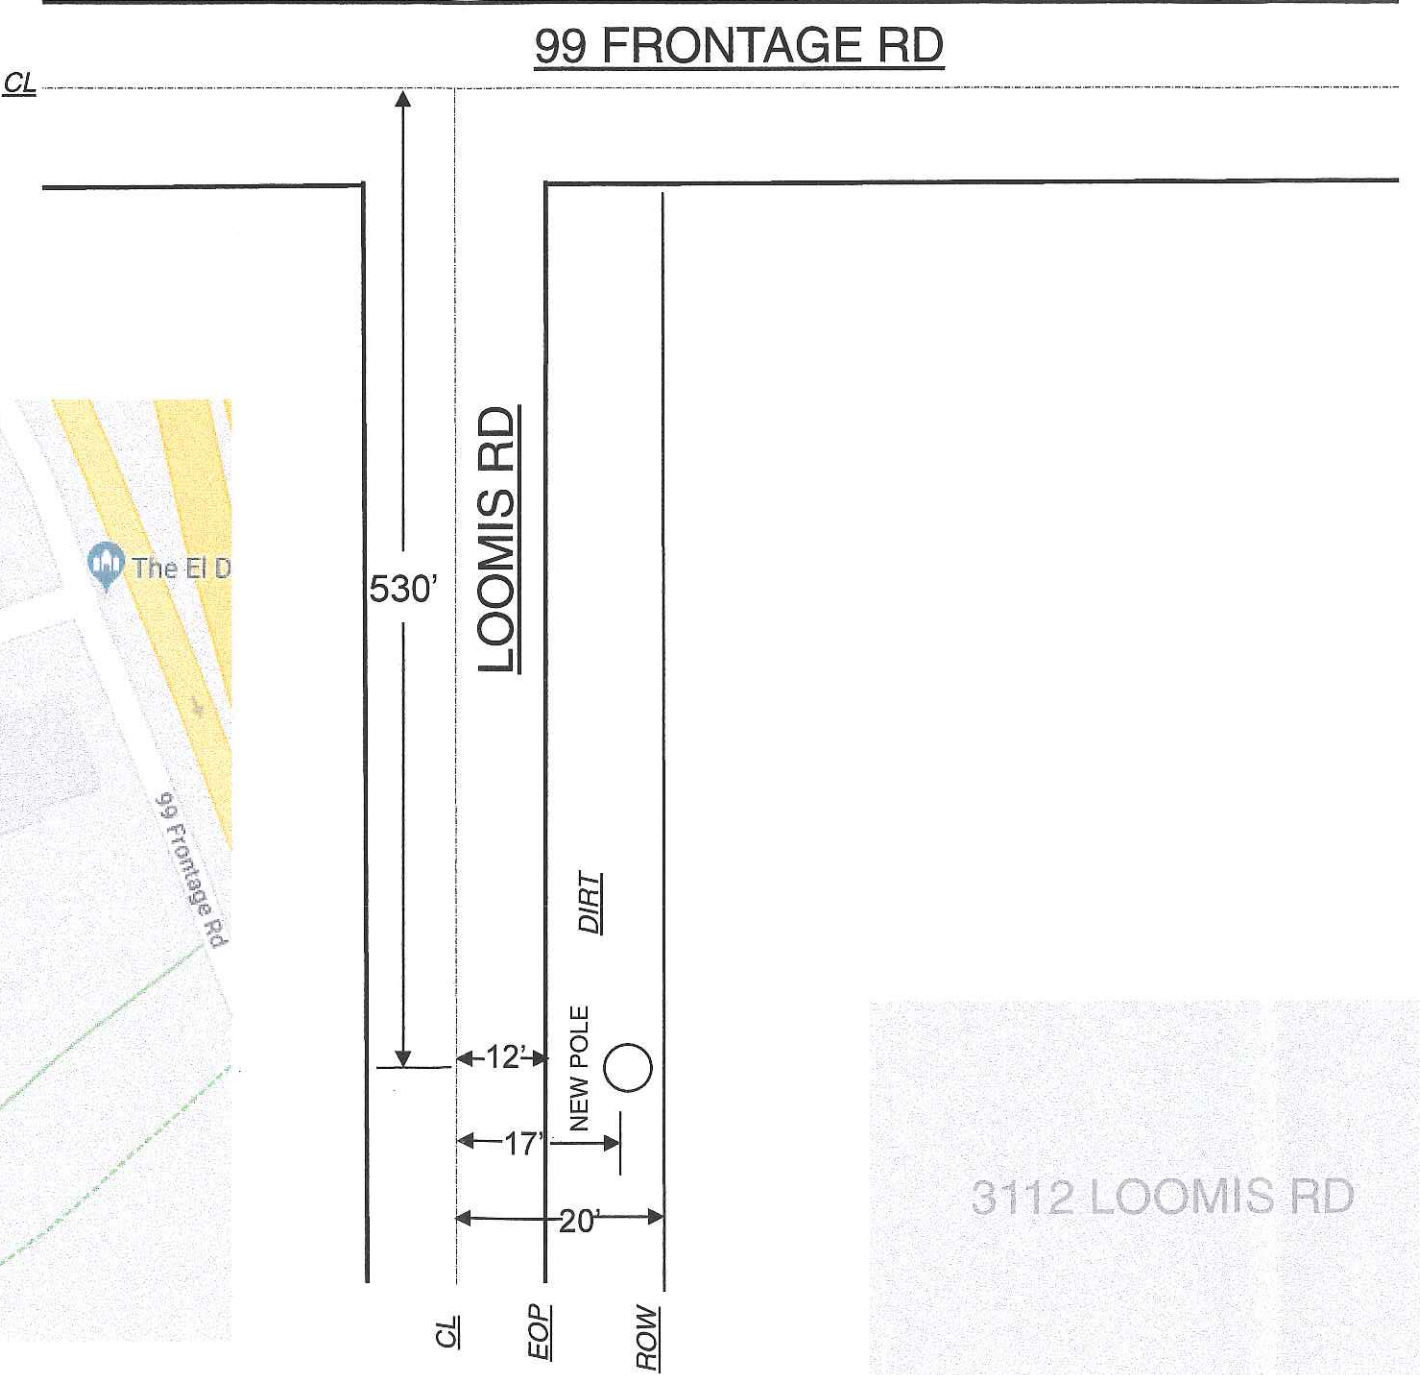 99 FRONTAGE RD
CL
LOOMIS RD
The El D
530'
99 Frontage Rd
DIRT
NEW POLE
12'
17'
20'
3112 LOOMIS RD
CL
EOP
ROW